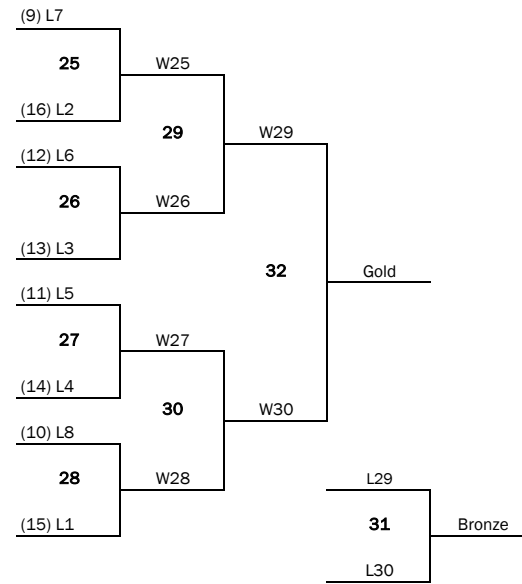 (9) L7
25
W25
(16) L2
29
W29
(12) L6
26
W26
(13) L3
32
Gold
(11) L5
27
W27
(14) L4
30
W30
(10) L8
28
W28
(15) L1
L29
31
Bronze
L30